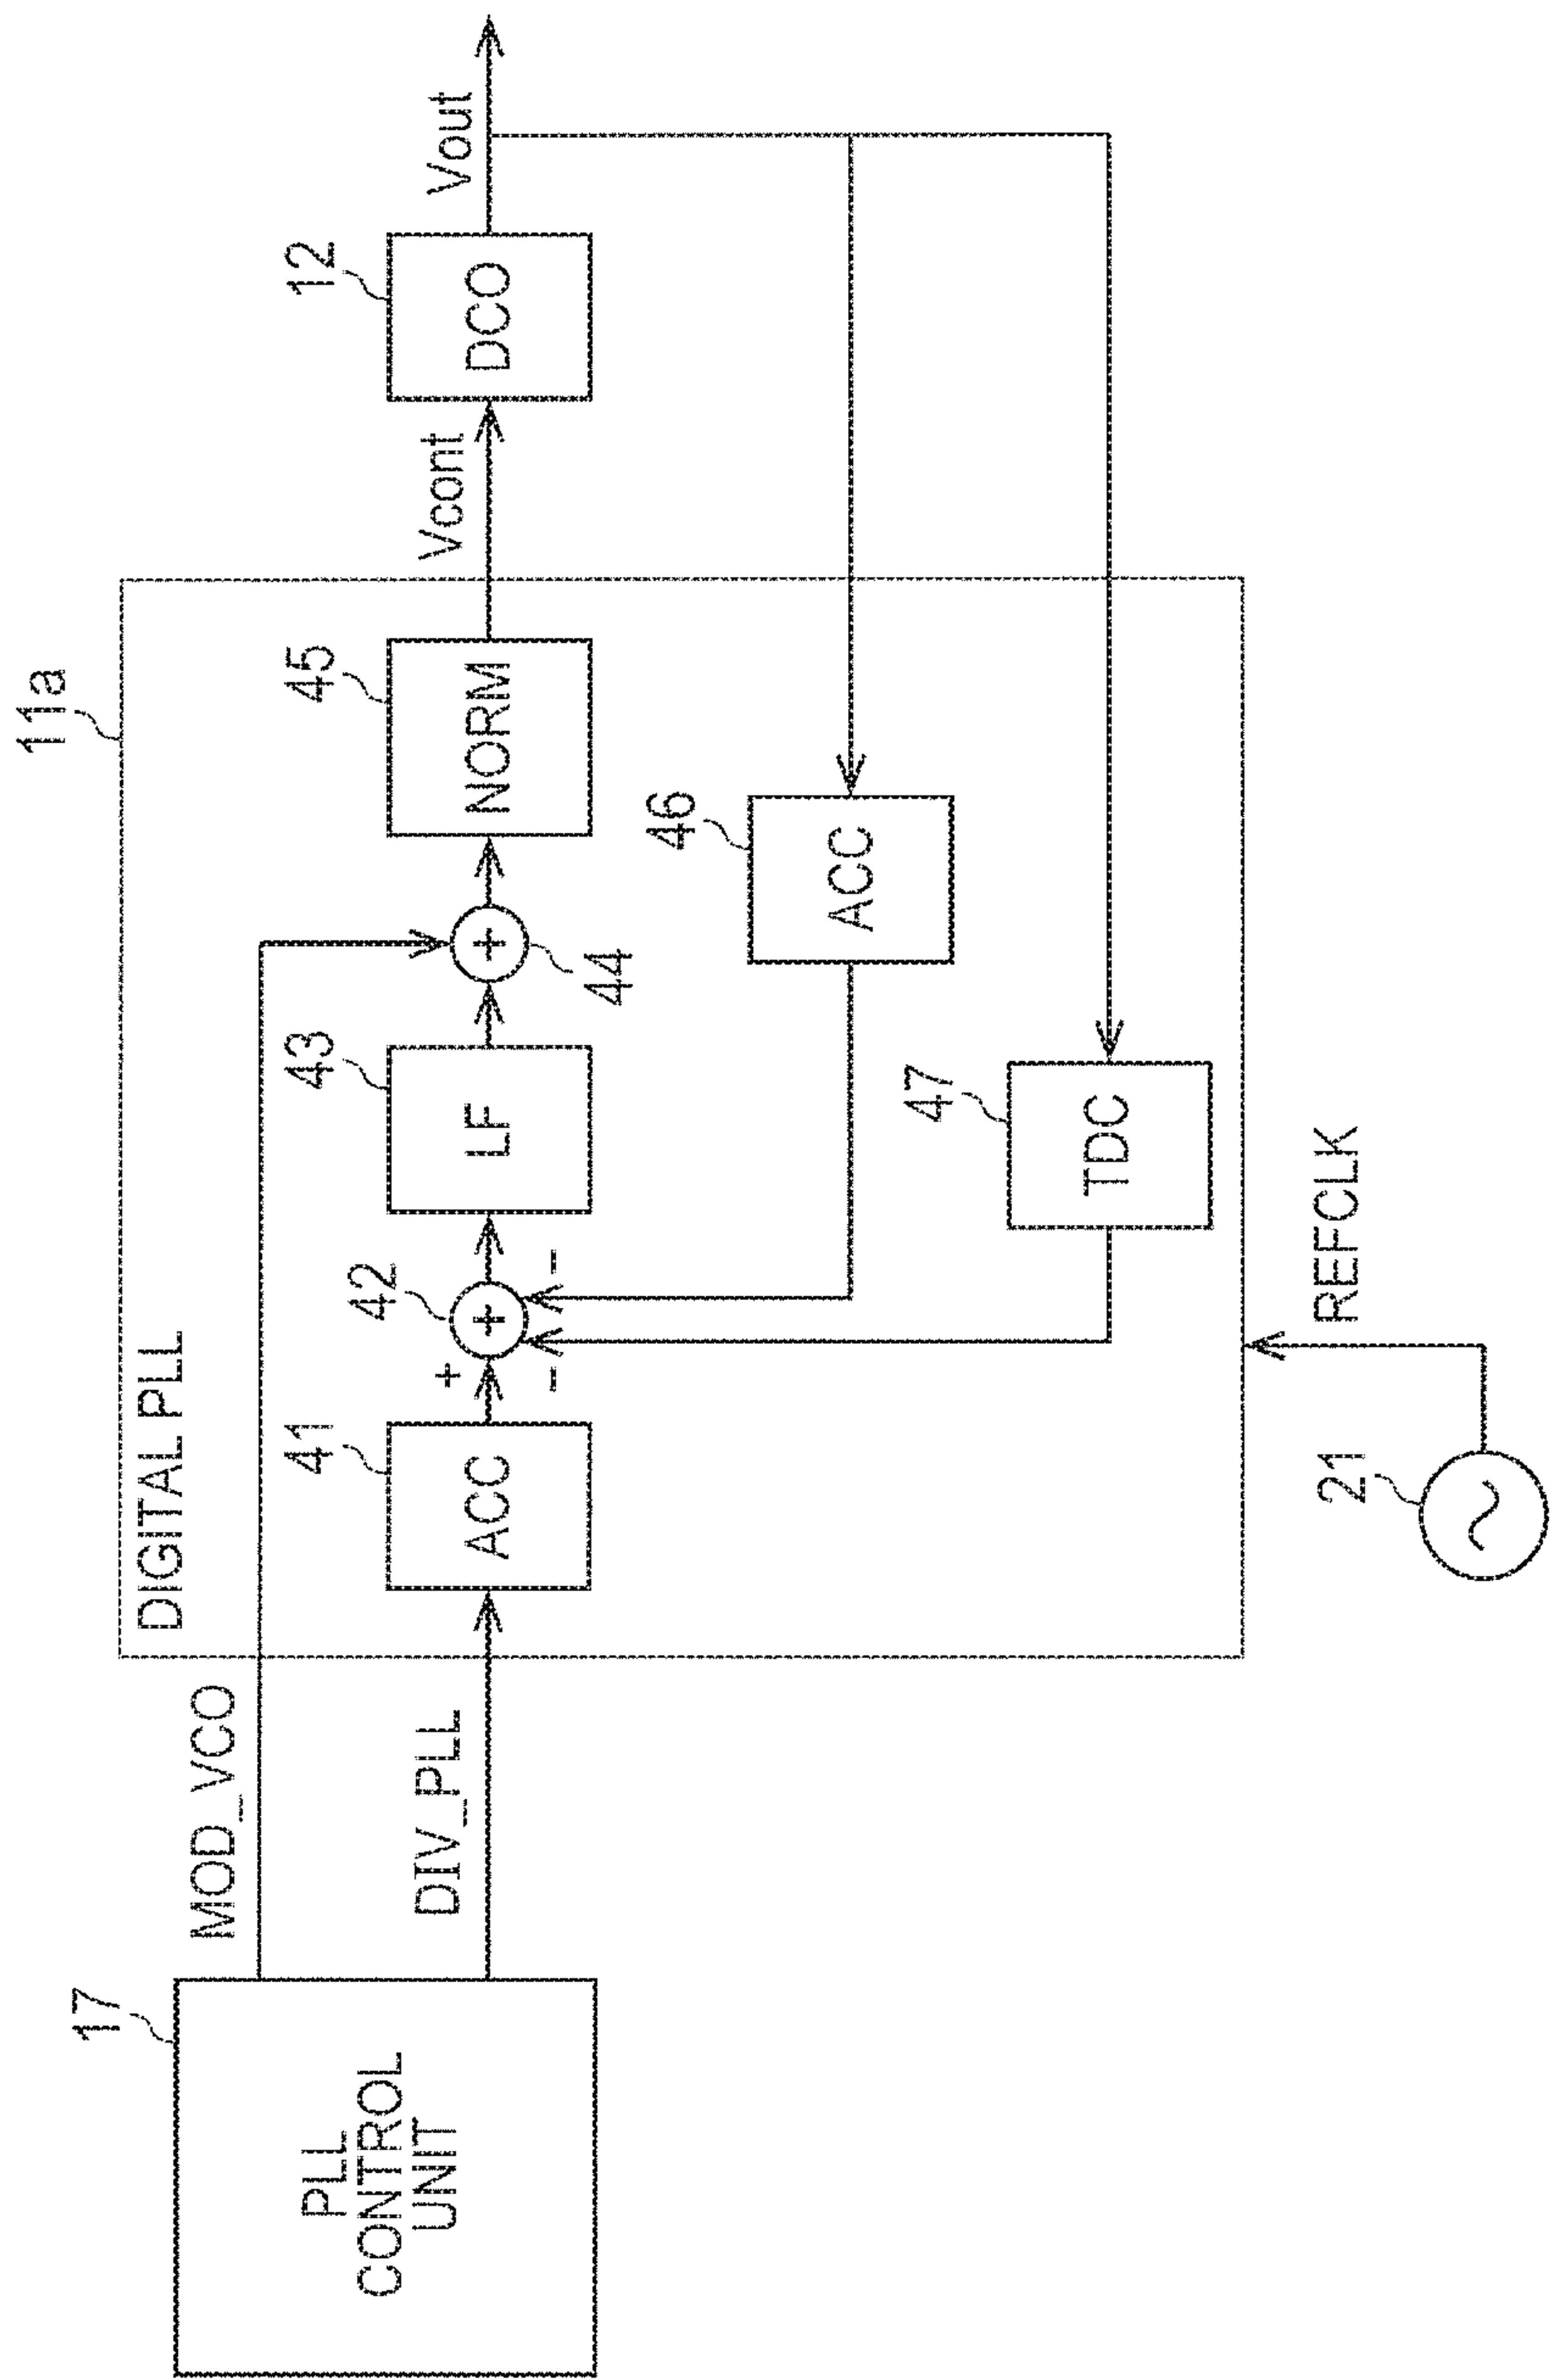 11a
DIGITAL PLL
17
PLL
CONTROL
UNIT
MOD_VCO
DIV_PLL
41
ACC
+
42
+
-
-
43
LF
44
+
45
NORM
Vcont
12
DCO
Vout
46
ACC
47
TDC
21
REFCLK